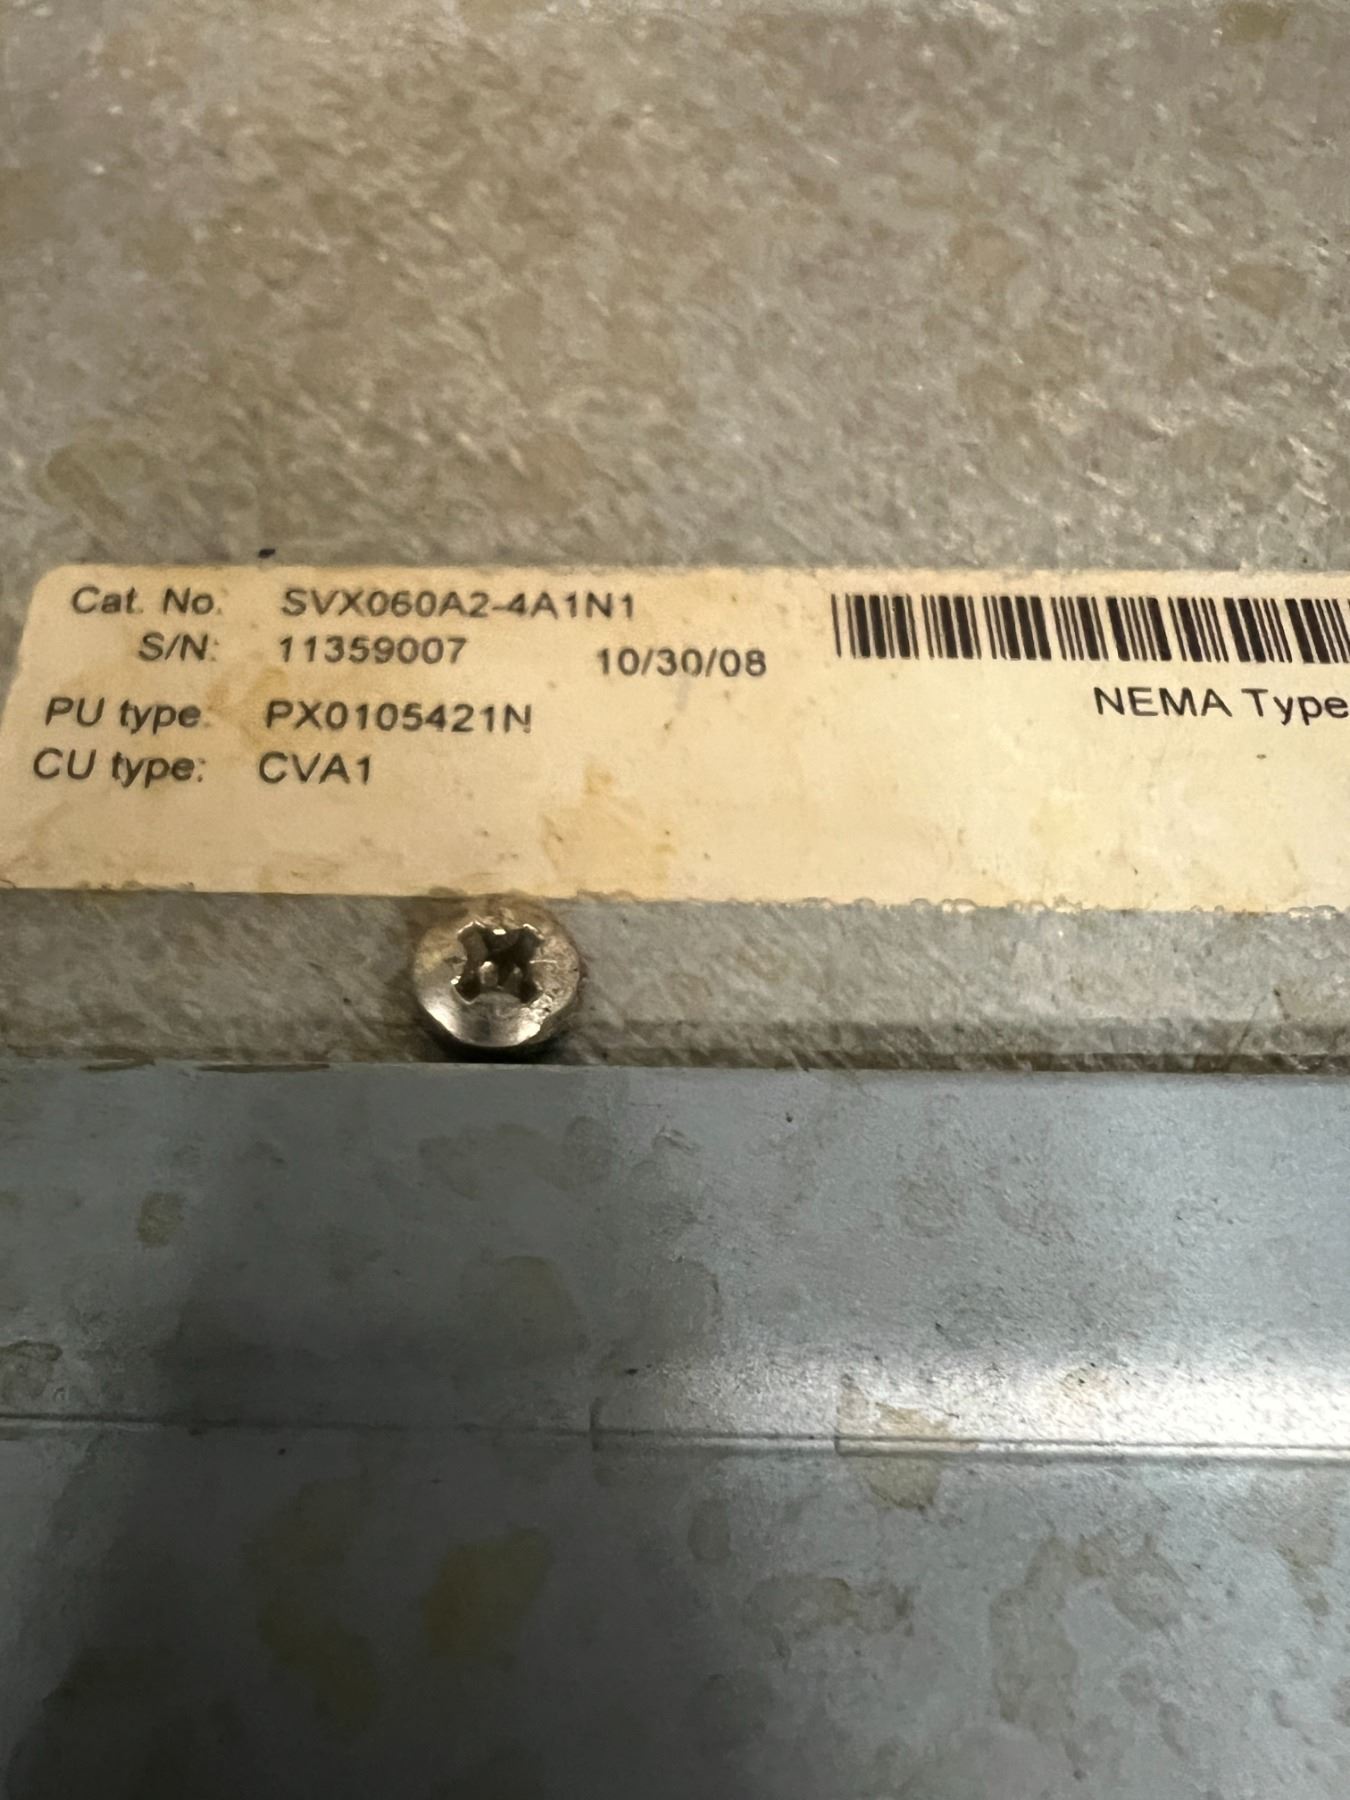 Cat. No. SVX060A2-4A1N1
S/N: 11359007 10/30/08
NEMA Type
PU type: PX0105421N
CU type: CVA1